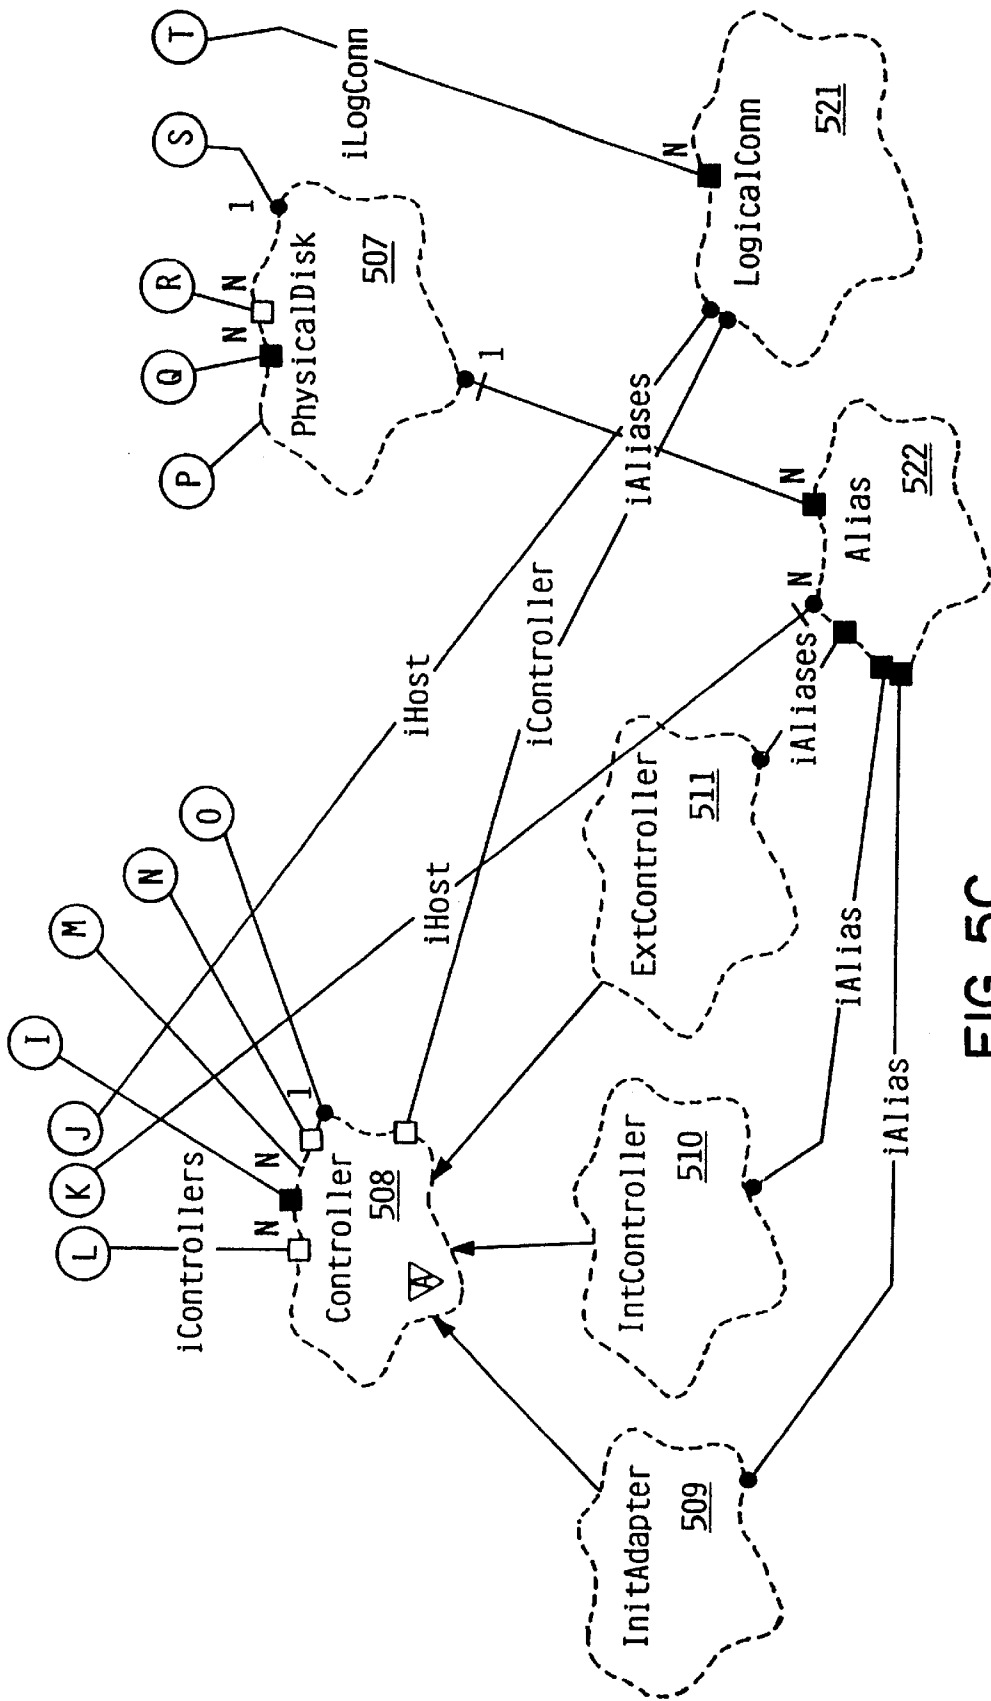 I
L
K
J
M
N
O
P
Q
R
S
T
iControllers
N
N
1
N
N
1
PhysicalDisk
507
iLogConn
Controller
508
A
iHost
iHost
1
iController
iAliases
InitAdapter
509
IntController
510
ExtController
511
N
LogicalConn
521
iAliases
N
N
Alias
522
iAlias
iAlias
FIG 5C